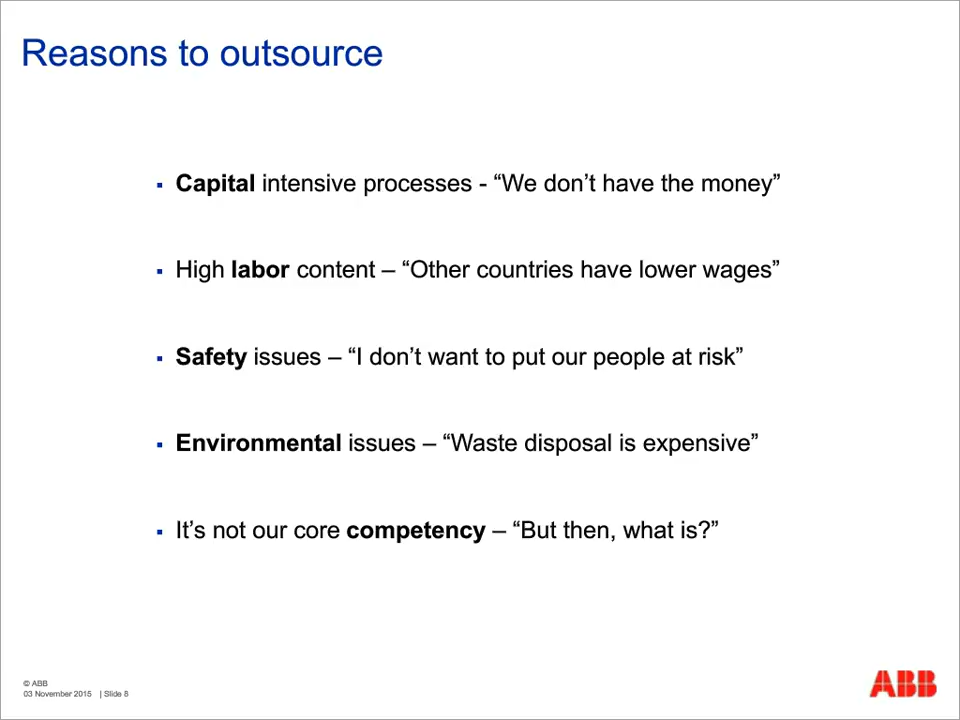 Reasons to outsource
▪ Capital intensive processes - “We don’t have the money”
▪ High labor content – “Other countries have lower wages”
▪ Safety issues – “I don’t want to put our people at risk”
▪ Environmental issues – “Waste disposal is expensive”
▪ It’s not our core competency – “But then, what is?”
© ABB
03 November 2015 | Slide 8
ABB